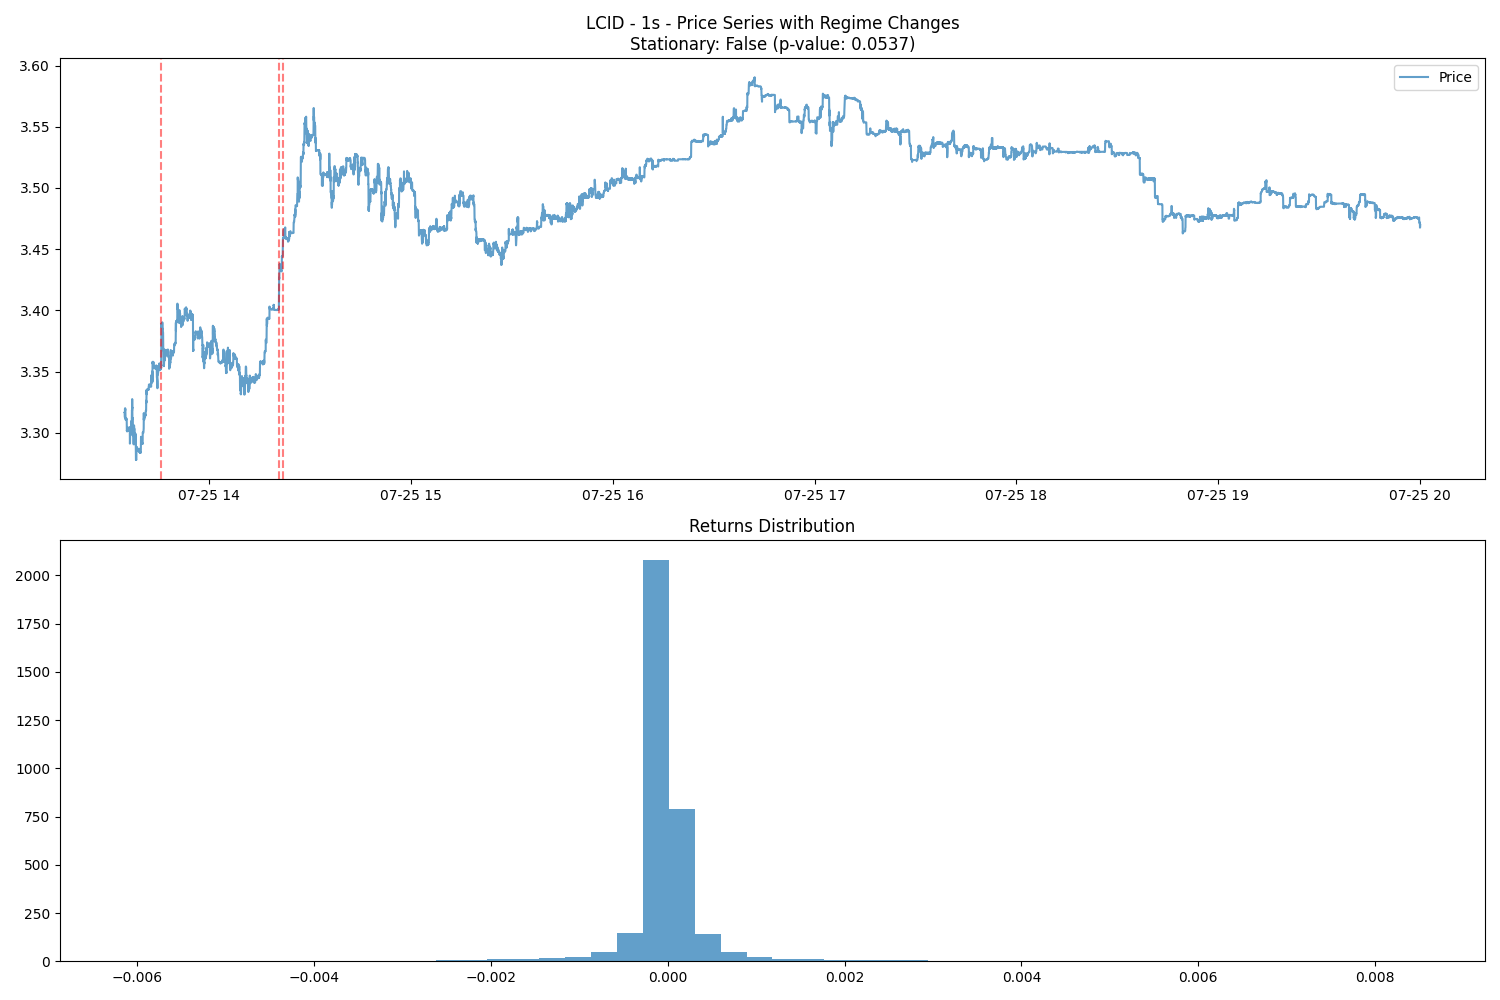 LCID - 1s - Price Series with Regime Changes
Stationary: False (p-value: 0.0537)
Price
3.60
3.55
3.50
3.45
3.40
3.35
3.30
07-25 14 07-25 15 07-25 16 07-25 17 07-25 18 07-25 19 07-25 20
Returns Distribution
2000
1750
1500
1250
1000
750
500
250
0
−0.006 −0.004 −0.002 0.000 0.002 0.004 0.006 0.008